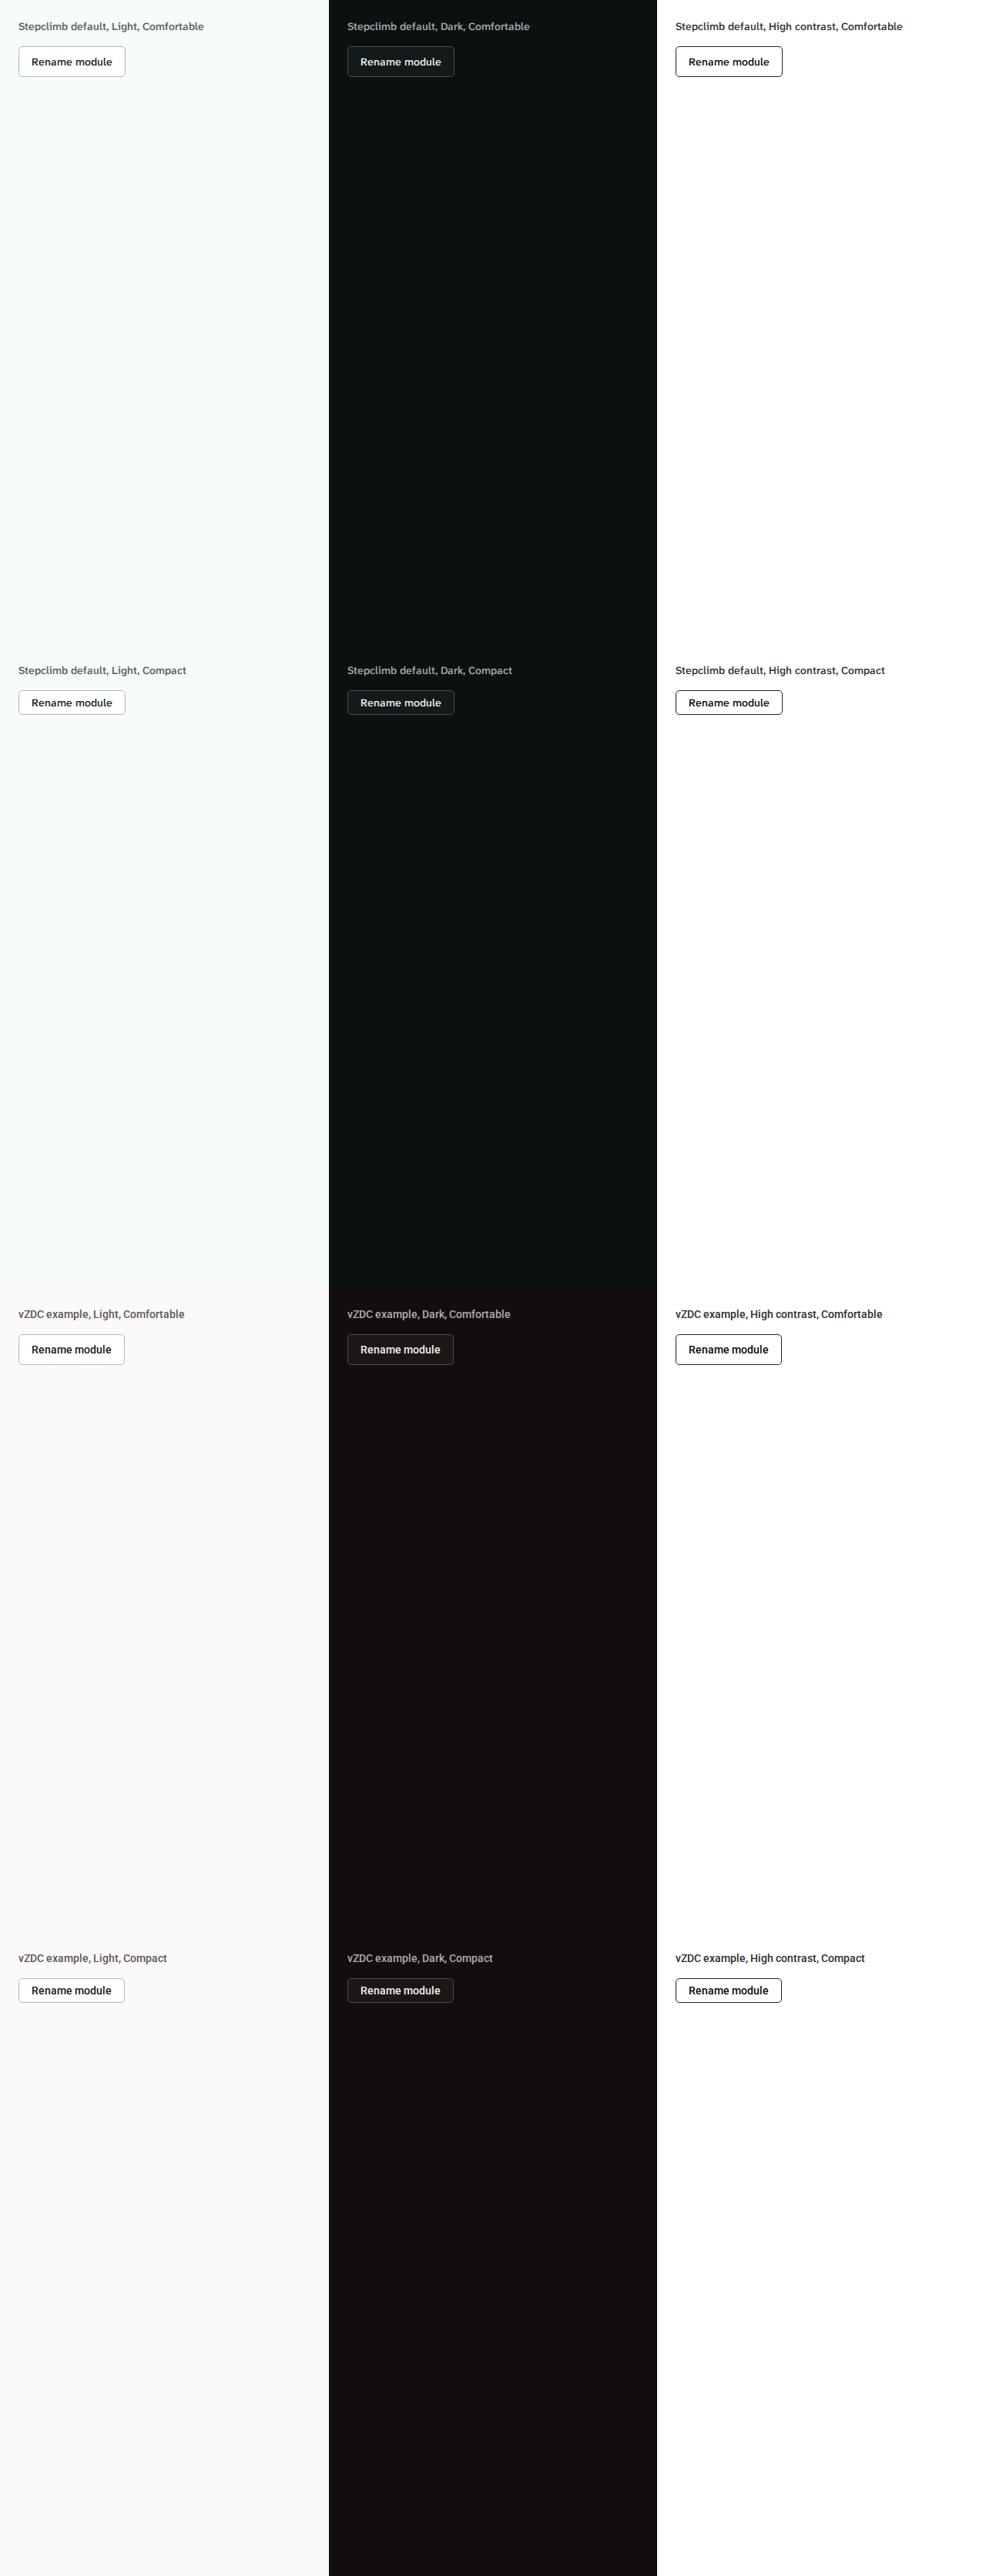 Stepclimb default, Light, Comfortable
Rename module
Stepclimb default, Dark, Comfortable
Rename module
Stepclimb default, High contrast, Comfortable
Rename module
Stepclimb default, Light, Compact
Rename module
Stepclimb default, Dark, Compact
Rename module
Stepclimb default, High contrast, Compact
Rename module
vZDC example, Light, Comfortable
Rename module
vZDC example, Dark, Comfortable
Rename module
vZDC example, High contrast, Comfortable
Rename module
vZDC example, Light, Compact
Rename module
vZDC example, Dark, Compact
Rename module
vZDC example, High contrast, Compact
Rename module